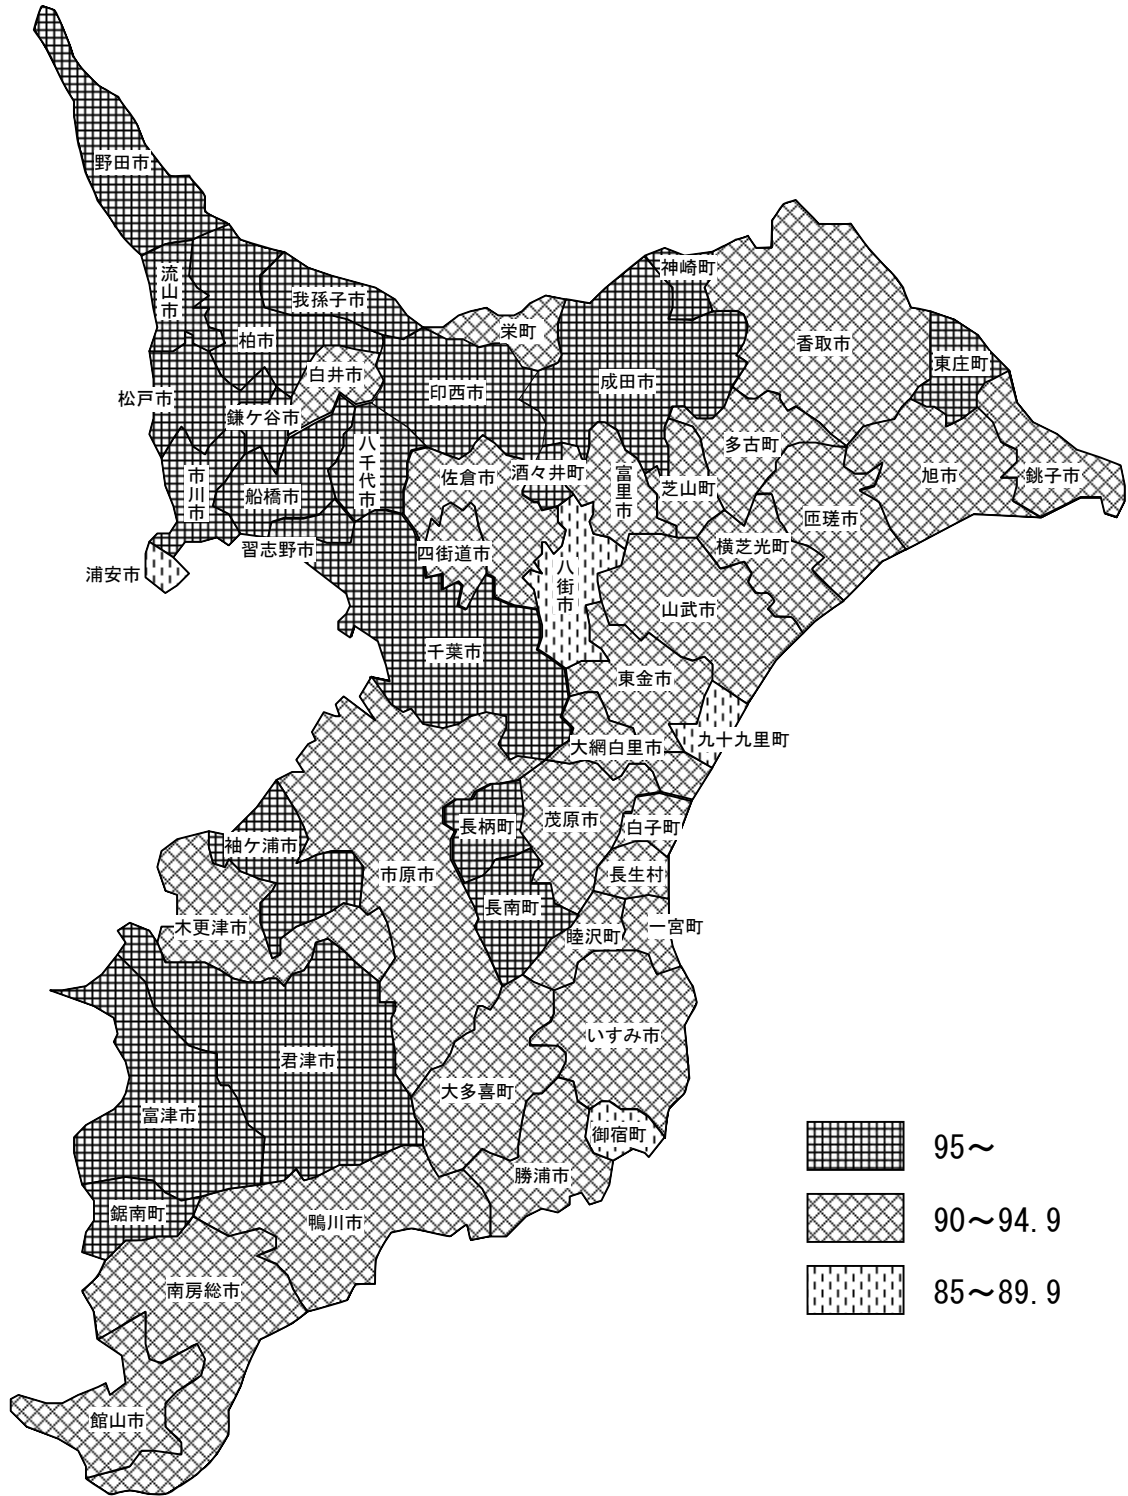 野田市
流山市
我孫子市
柏市
神崎町
栄町
香取市
東庄町
白井市
印西市
成田市
松戸市
鎌ケ谷市
多古町
八千代市
佐倉市
酒々井町
富里市
芝山町
旭市
銚子市
市川市
船橋市
匝瑳市
習志野市
四街道市
横芝光町
浦安市
八街市
山武市
千葉市
東金市
大網白里市
九十九里町
長柄町
茂原市
白子町
袖ケ浦市
市原市
長生村
長南町
木更津市
睦沢町
一宮町
いすみ市
君津市
大多喜町
富津市
御宿町
勝浦市
鋸南町
鴨川市
南房総市
館山市
95～
90～94.9
85～89.9